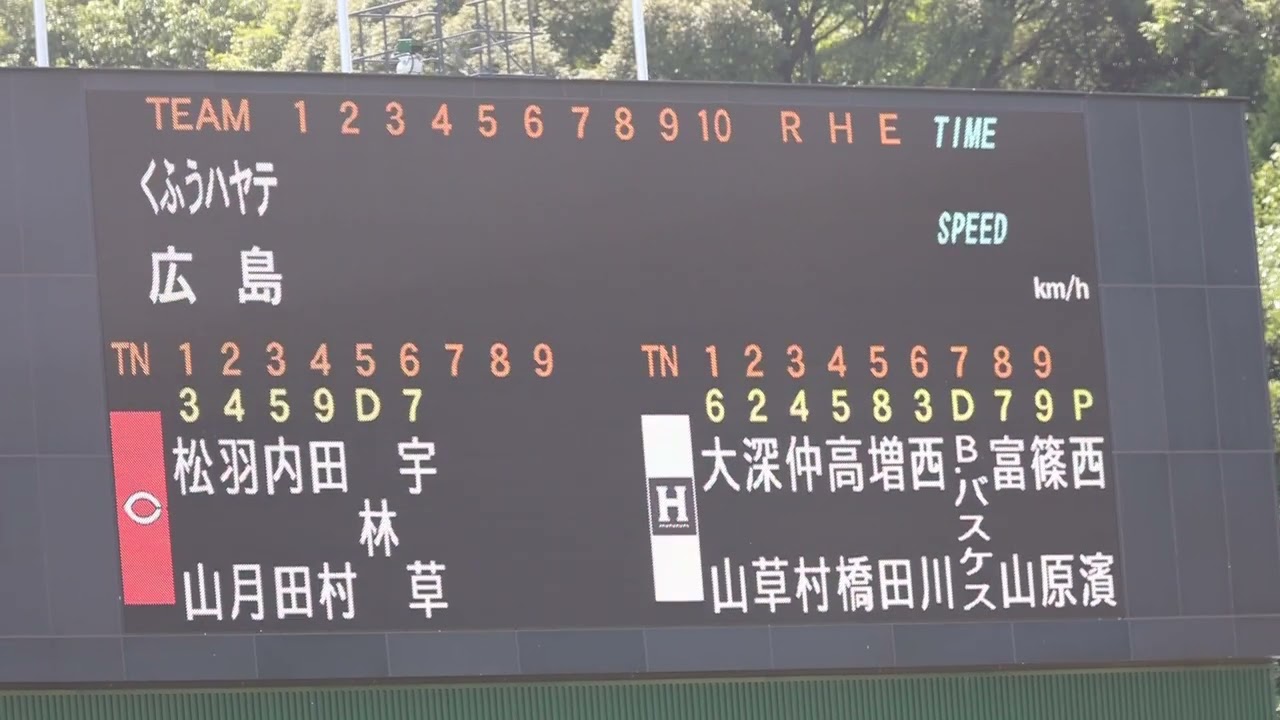 TEAM 1 2 3 4 5 6 7 8 9 10 R H E TIME
くふうハヤテ
SPEED
広島
km/h
TN 1 2 3 4 5 6 7 8 9
3 4 5 9 D 7
松山
羽月
内田
田村
林
宇草
C
TN 1 2 3 4 5 6 7 8 9
6 2 4 5 8 3 D 7 9 P
大山
深草
仲村
高橋
増田
西川
B.バスケス
富山
篠原
西濱
H